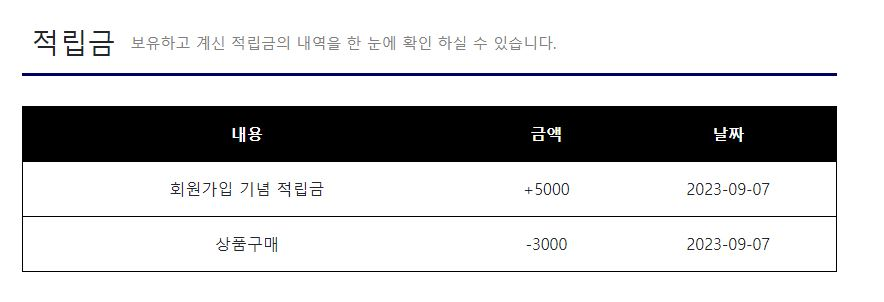 적립금 보유하고 계신 적립금의 내역을 한 눈에 확인 하실 수 있습니다.
내용 금액 날짜
회원가입 기념 적립금 +5000 2023-09-07
상품구매 -3000 2023-09-07